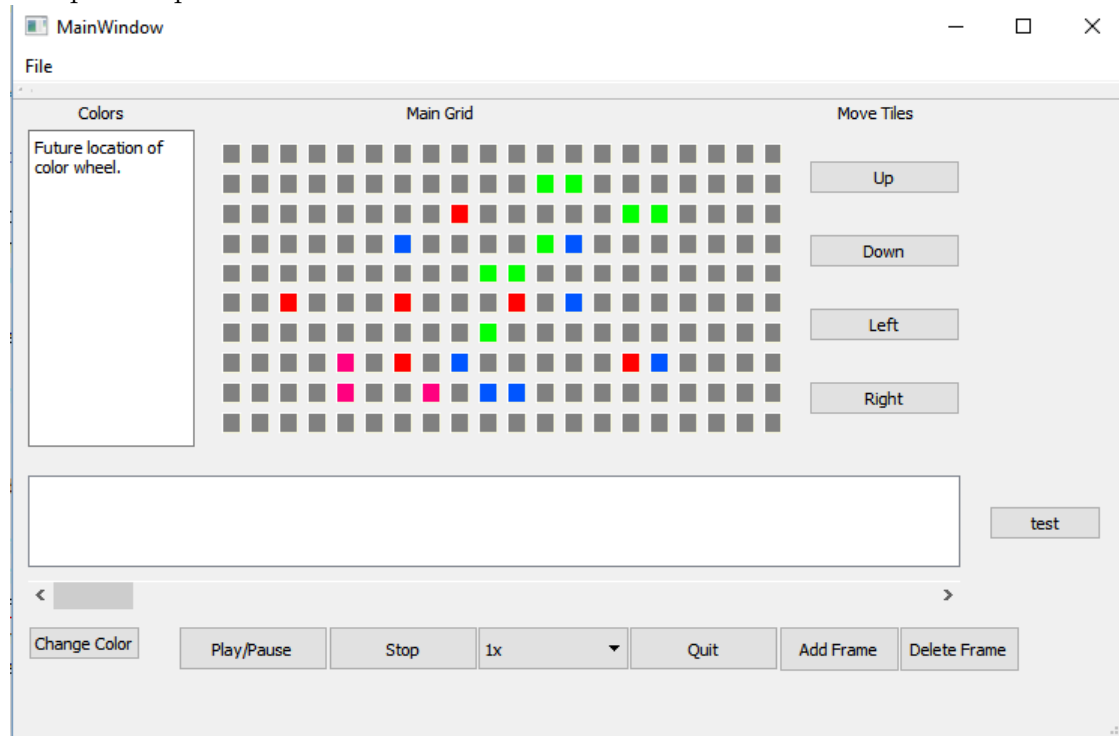 MainWindow
File
Colors
Main Grid
Move Tiles
Future location of
color wheel.
Up
Down
Left
Right
test
Change Color
Play/Pause
Stop
1x
Quit
Add Frame
Delete Frame